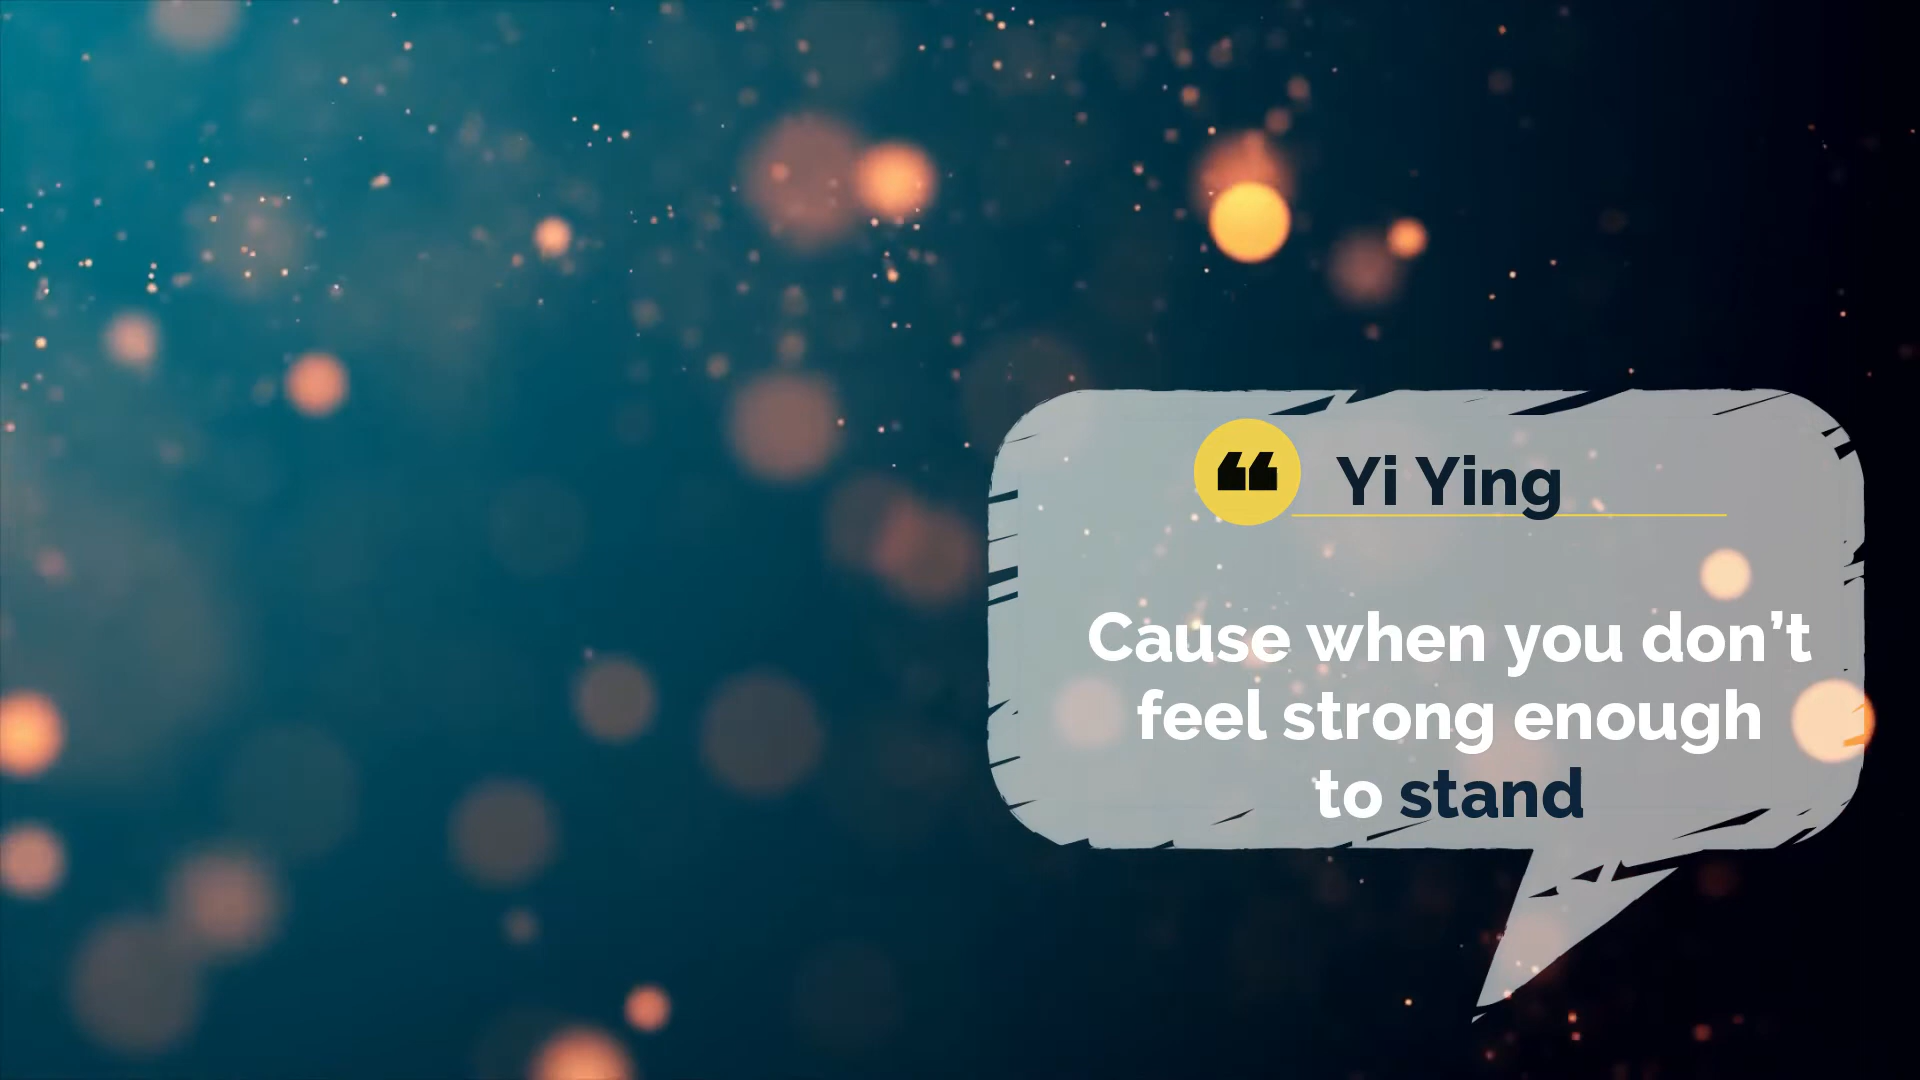 ❝ Yi Ying
Cause when you don’t
feel strong enough
to stand